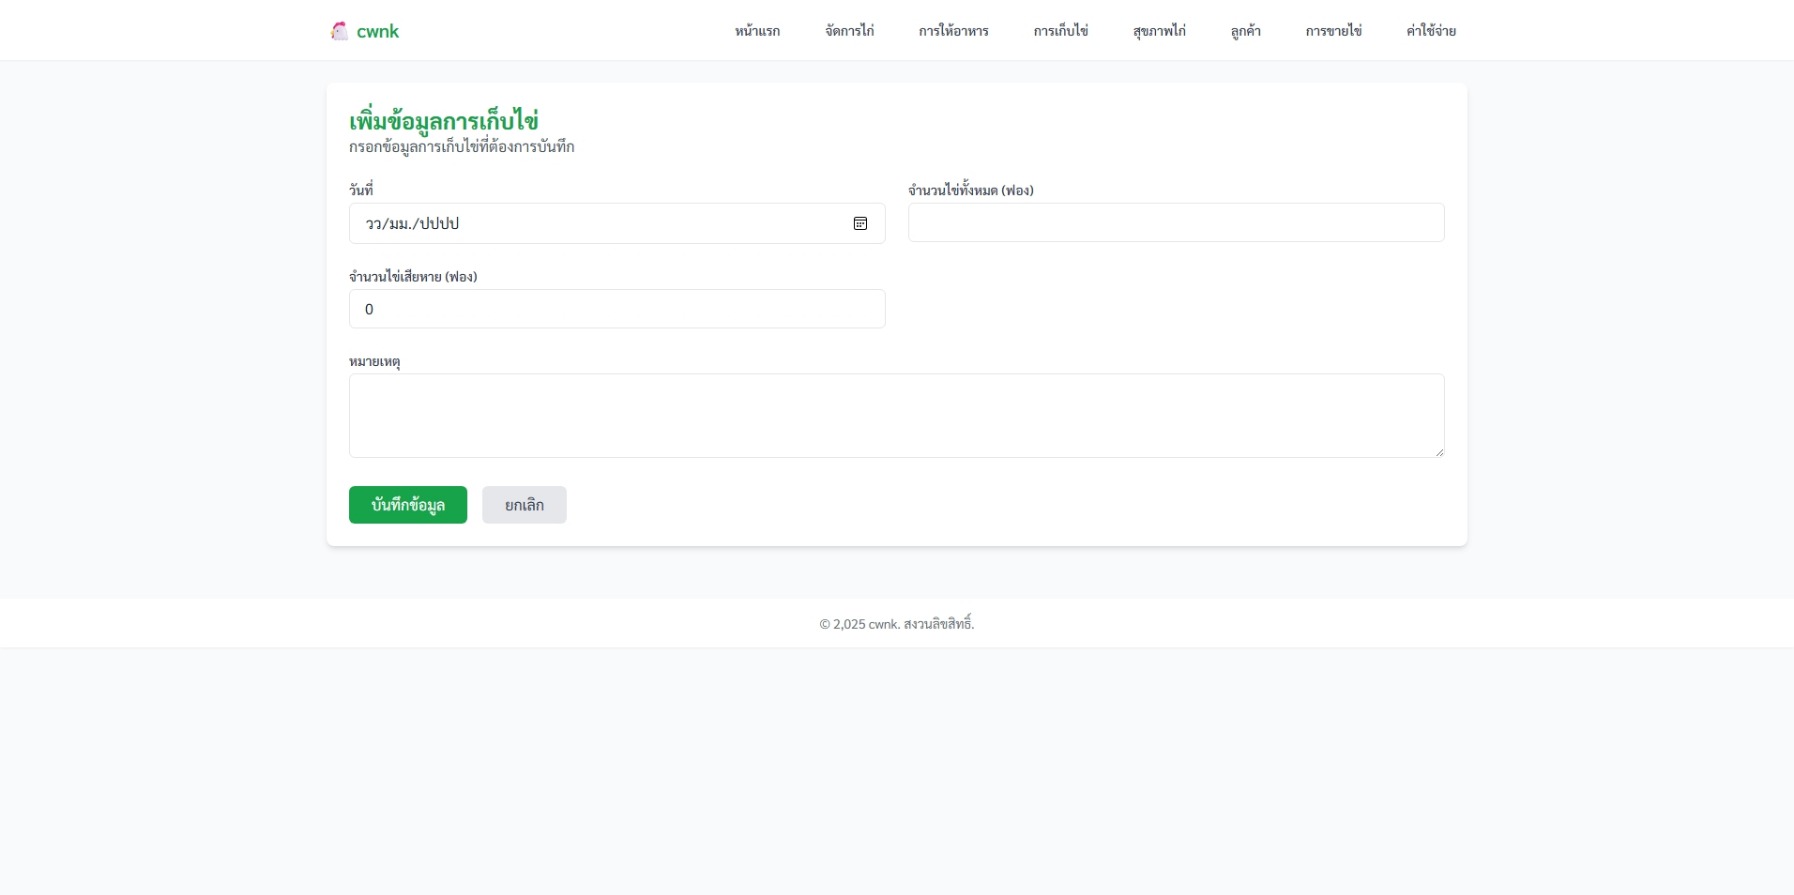 cwnk
หน้าแรก
จัดการไก่
การให้อาหาร
การเก็บไข่
สุขภาพไก่
ลูกค้า
การขายไข่
ค่าใช้จ่าย
เพิ่มข้อมูลการเก็บไข่
กรอกข้อมูลการเก็บไข่ที่ต้องการบันทึก
วันที่
จำนวนไข่ทั้งหมด (ฟอง)
วว/มม./ปปปป
จำนวนไข่เสียหาย (ฟอง)
0
หมายเหตุ
บันทึกข้อมูล
ยกเลิก
© 2,025 cwnk. สงวนลิขสิทธิ์.